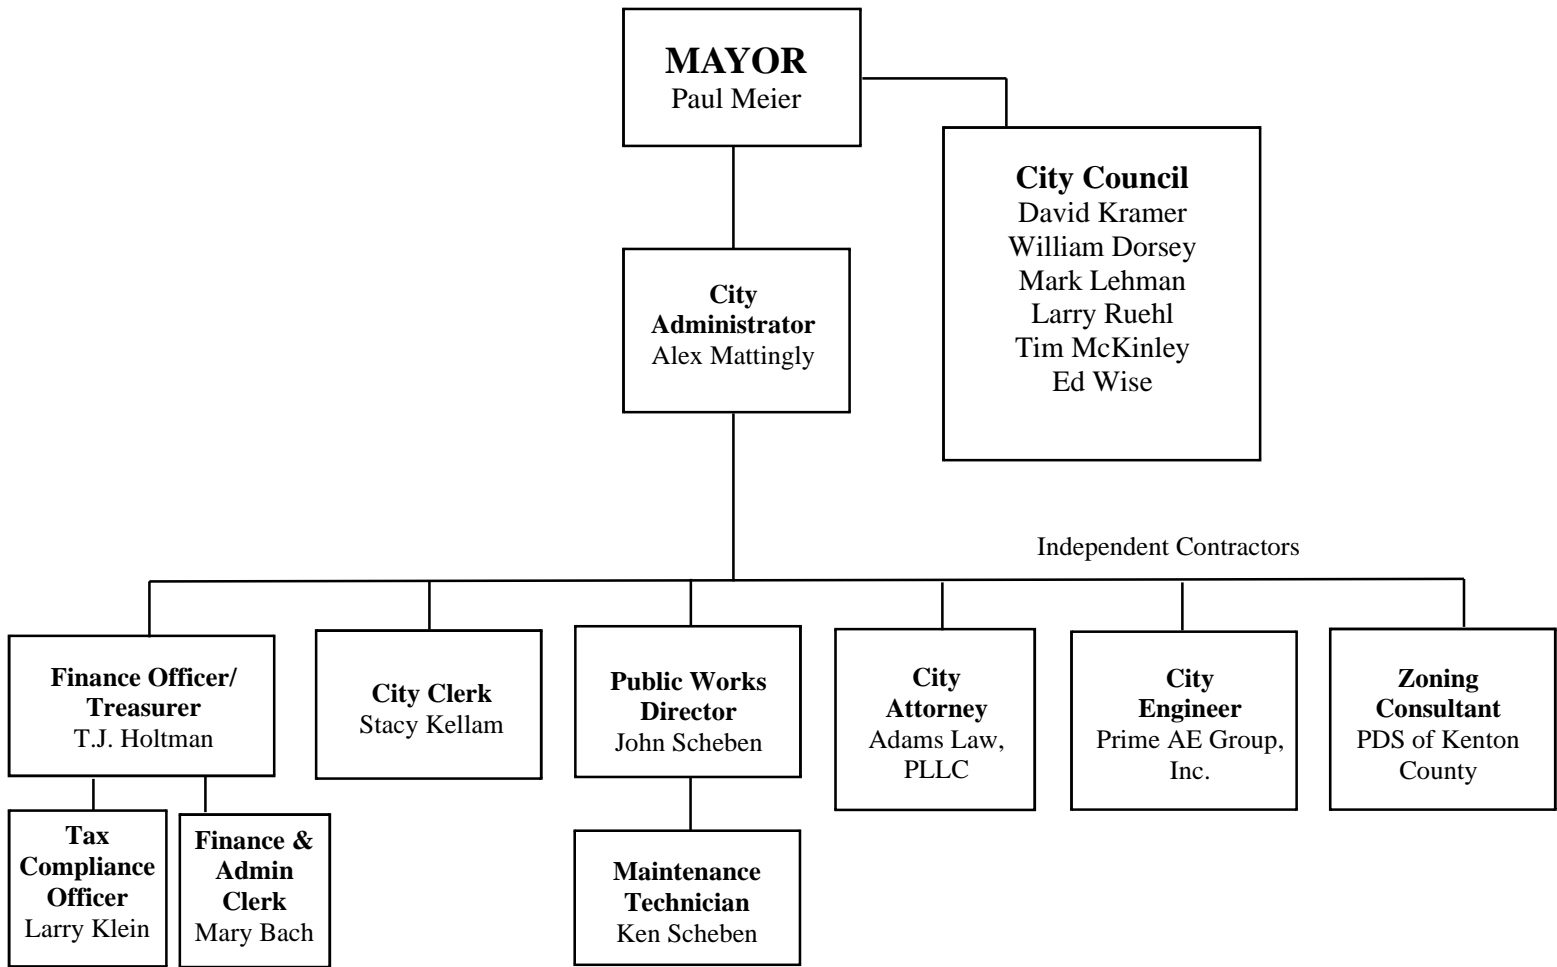 MAYOR
Paul Meier
City Council
David Kramer
William Dorsey
Mark Lehman
Larry Ruehl
Tim McKinley
Ed Wise
City
Administrator
Alex Mattingly
Independent Contractors
Finance Officer/
Treasurer
T.J. Holtman
City Clerk
Stacy Kellam
Public Works
Director
John Scheben
City
Attorney
Adams Law,
PLLC
City
Engineer
Prime AE Group,
Inc.
Zoning
Consultant
PDS of Kenton
County
Tax
Compliance
Officer
Larry Klein
Finance &
Admin
Clerk
Mary Bach
Maintenance
Technician
Ken Scheben